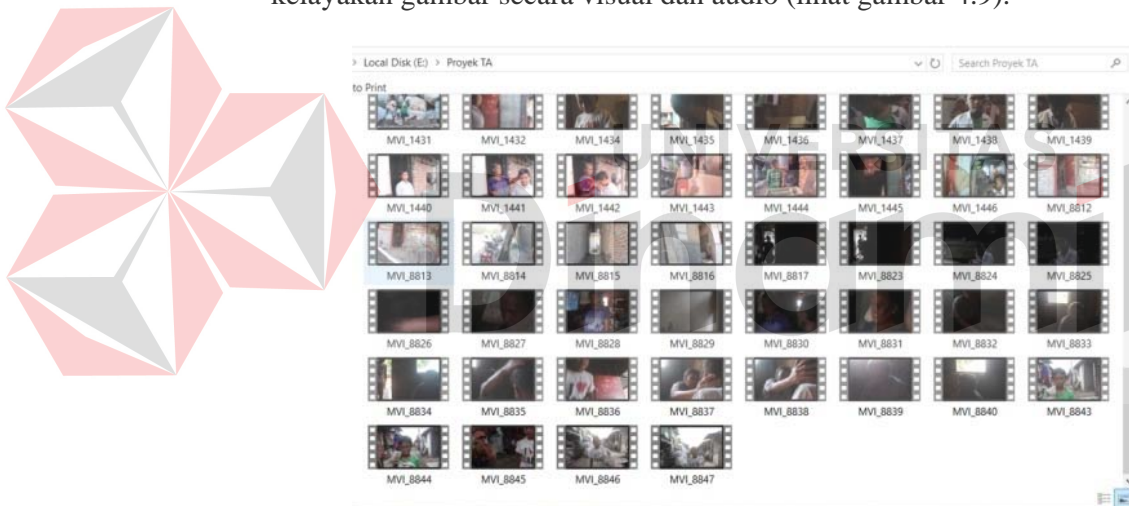 kelayakan gambar secara visual dan audio (lihat gambar 4.9).
> Local Disk (E:) > Proyek TA
Search Proyek TA
to Print
UNIVERSITAS
Dinami
MVI_1431 MVI_1432 MVI_1434 MVI_1435 MVI_1436 MVI_1437 MVI_1438 MVI_1439
MVI_1440 MVI_1441 MVI_1442 MVI_1443 MVI_1444 MVI_1445 MVI_1446 MVI_8812
MVI_8813 MVI_8814 MVI_8815 MVI_8816 MVI_8817 MVI_8823 MVI_8824 MVI_8825
MVI_8826 MVI_8827 MVI_8828 MVI_8829 MVI_8830 MVI_8831 MVI_8832 MVI_8833
MVI_8834 MVI_8835 MVI_8836 MVI_8837 MVI_8838 MVI_8839 MVI_8840 MVI_8843
MVI_8844 MVI_8845 MVI_8846 MVI_8847